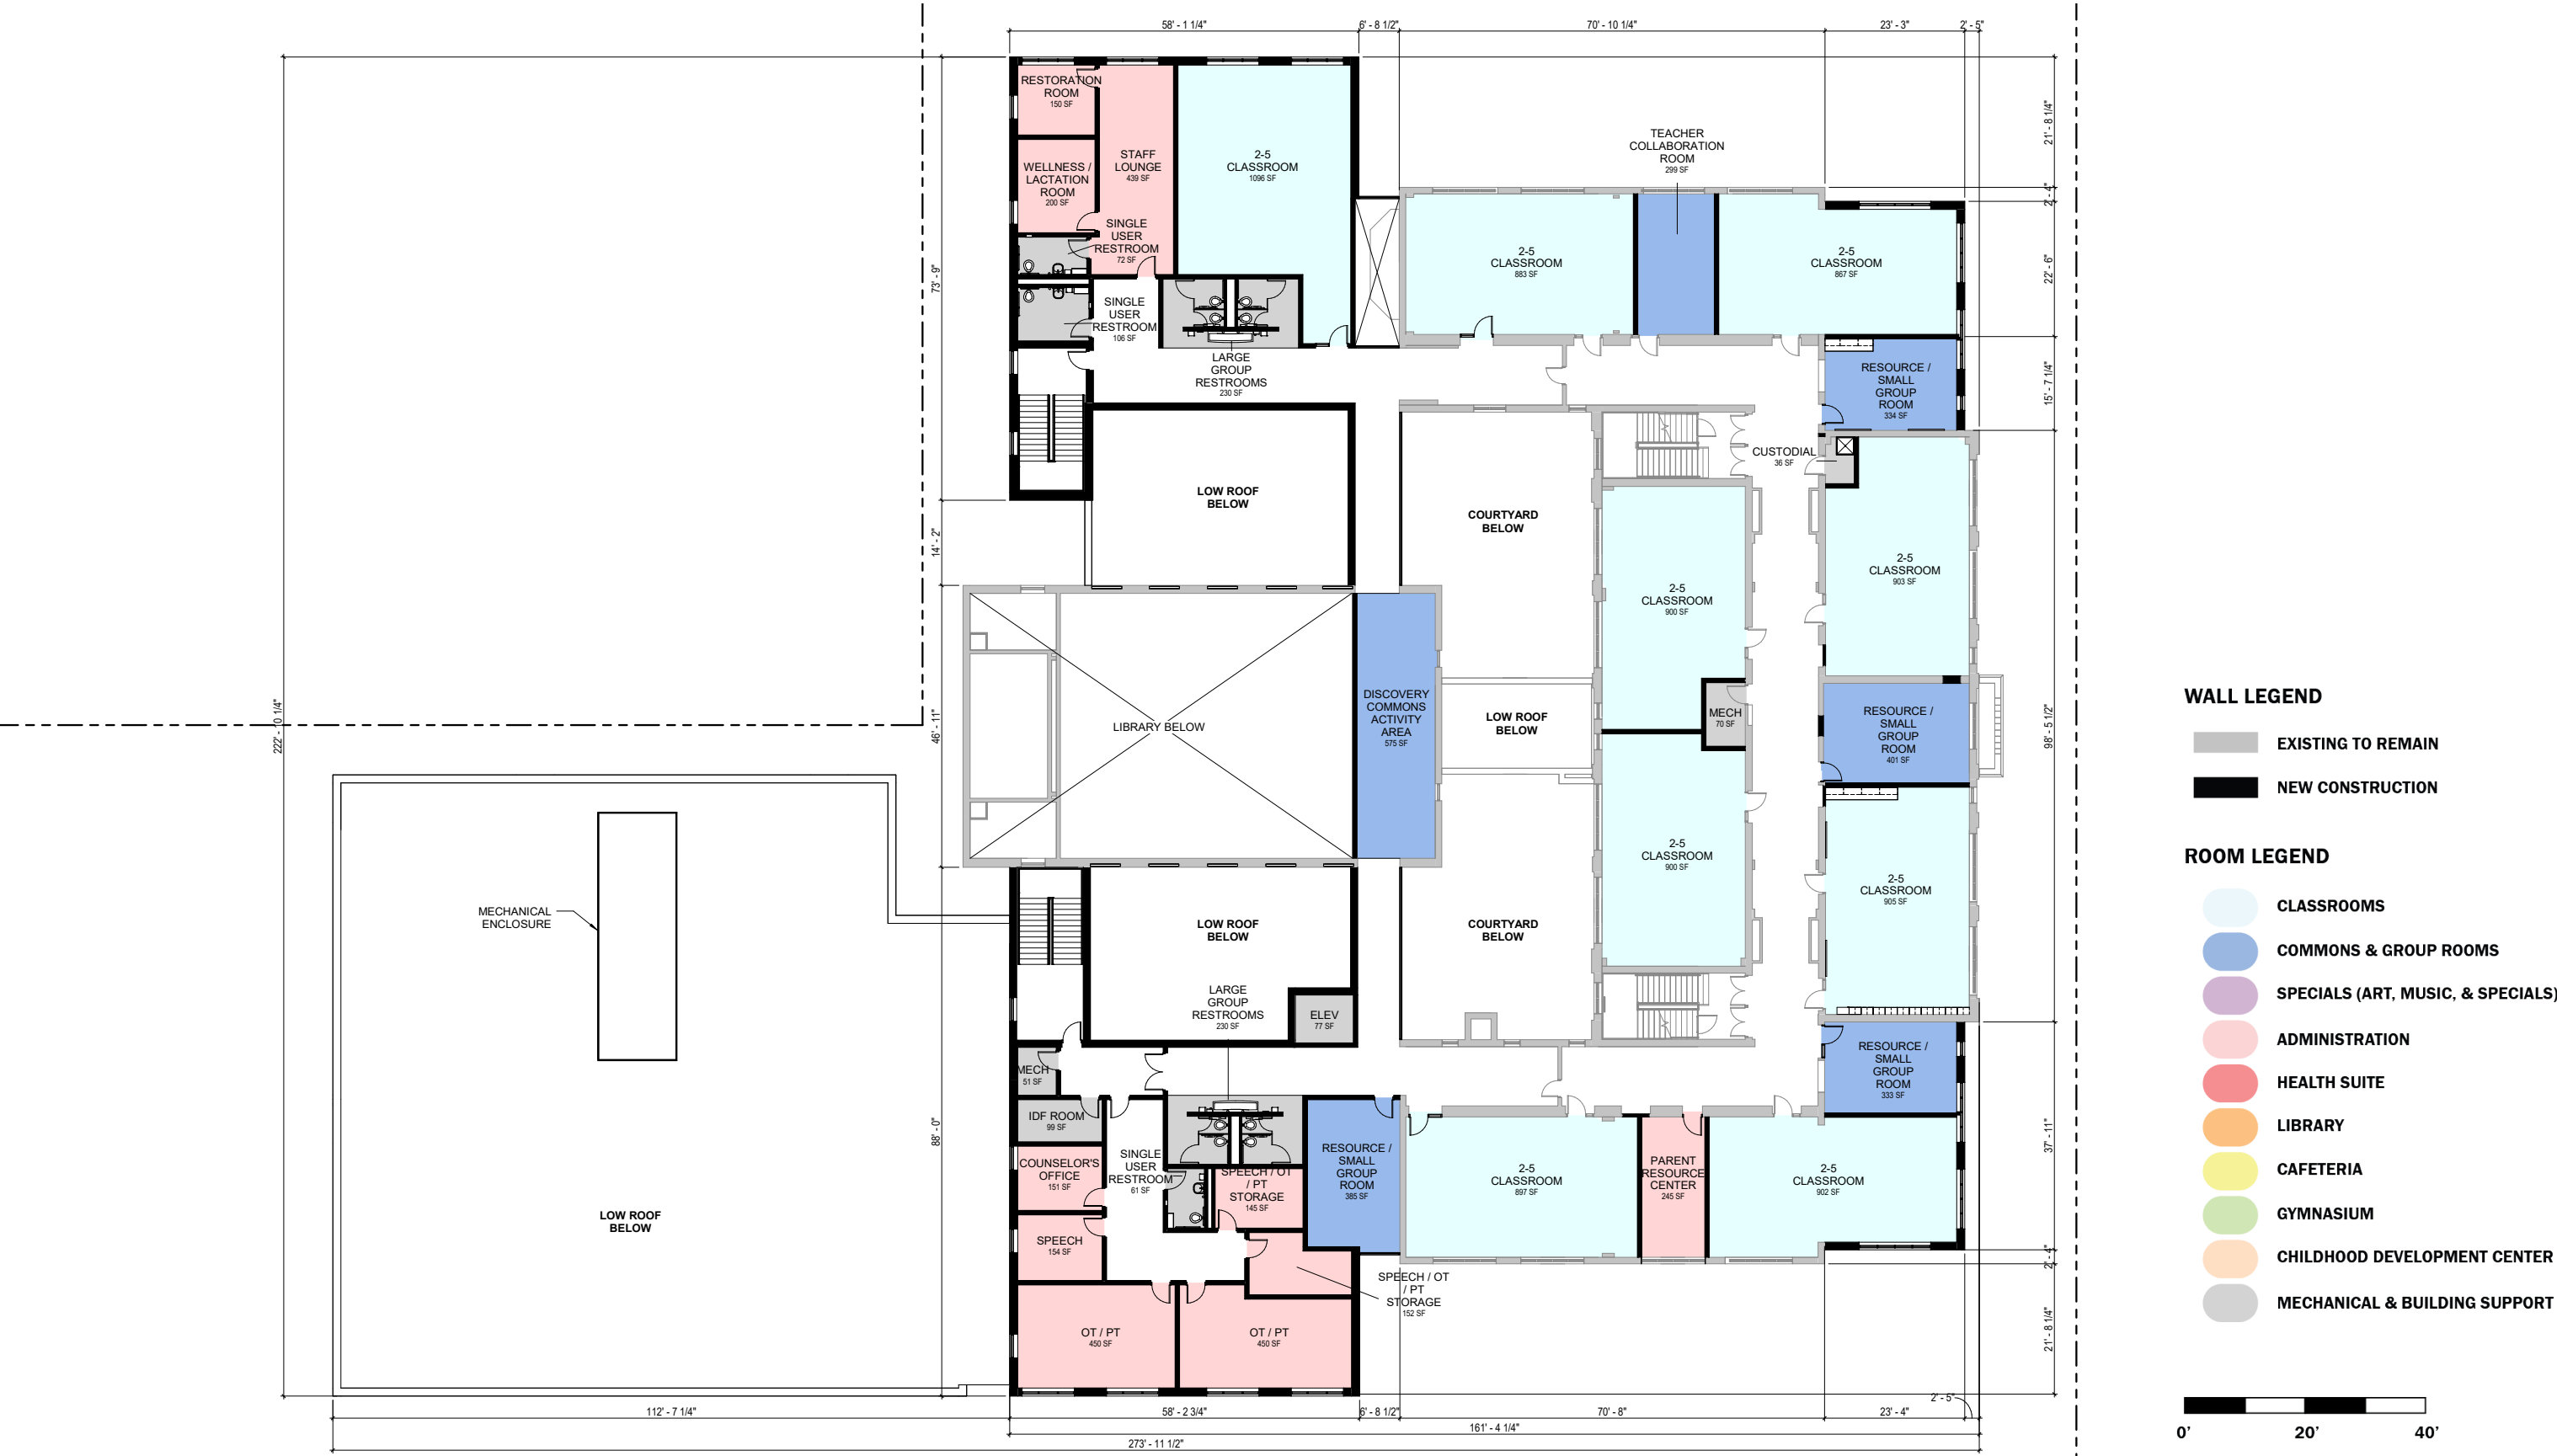 58' - 1 1/4"
6' - 8 1/2"
70' - 10 1/4"
23' - 3"
2' - 5"
RESTORATION
ROOM
150 SF
WELLNESS /
LACTATION
ROOM
200 SF
STAFF
LOUNGE
439 SF
SINGLE
USER
RESTROOM
72 SF
2-5
CLASSROOM
1096 SF
TEACHER
COLLABORATION
ROOM
299 SF
21' - 8 1/4"
2' - 4"
2-5
CLASSROOM
883 SF
2-5
CLASSROOM
867 SF
22' - 6"
73' - 9"
SINGLE
USER
RESTROOM
106 SF
LARGE
GROUP
RESTROOMS
230 SF
RESOURCE /
SMALL
GROUP
ROOM
334 SF
15' - 7 1/4"
CUSTODIAL
36 SF
LOW ROOF
BELOW
COURTYARD
BELOW
14' - 2"
2-5
CLASSROOM
900 SF
2-5
CLASSROOM
903 SF
222' - 10 1/4"
46' - 11"
LIBRARY BELOW
DISCOVERY
COMMONS
ACTIVITY
AREA
575 SF
LOW ROOF
BELOW
MECH
70 SF
RESOURCE /
SMALL
GROUP
ROOM
401 SF
98' - 5 1/2"
WALL LEGEND
EXISTING TO REMAIN
NEW CONSTRUCTION
2-5
CLASSROOM
900 SF
2-5
CLASSROOM
905 SF
MECHANICAL
ENCLOSURE
LOW ROOF
BELOW
COURTYARD
BELOW
LARGE
GROUP
RESTROOMS
230 SF
ELEV
77 SF
MECH
51 SF
RESOURCE /
SMALL
GROUP
ROOM
333 SF
88' - 0"
IDF ROOM
99 SF
COUNSELOR'S
OFFICE
151 SF
SINGLE
USER
RESTROOM
61 SF
SPEECH / OT
/ PT
STORAGE
145 SF
RESOURCE /
SMALL
GROUP
ROOM
385 SF
2-5
CLASSROOM
897 SF
PARENT
RESOURCE
CENTER
245 SF
2-5
CLASSROOM
902 SF
37' - 11"
LOW ROOF
BELOW
SPEECH
154 SF
2' - 4"
SPEECH / OT
/ PT
STORAGE
152 SF
OT / PT
450 SF
OT / PT
450 SF
21' - 8 1/4"
2' - 5"
112' - 7 1/4"
58' - 2 3/4"
6' - 8 1/2"
70' - 8"
23' - 4"
161' - 4 1/4"
273' - 11 1/2"
ROOM LEGEND
CLASSROOMS
COMMONS & GROUP ROOMS
SPECIALS (ART, MUSIC, & SPECIALS)
ADMINISTRATION
HEALTH SUITE
LIBRARY
CAFETERIA
GYMNASIUM
CHILDHOOD DEVELOPMENT CENTER
MECHANICAL & BUILDING SUPPORT
0' 20' 40'